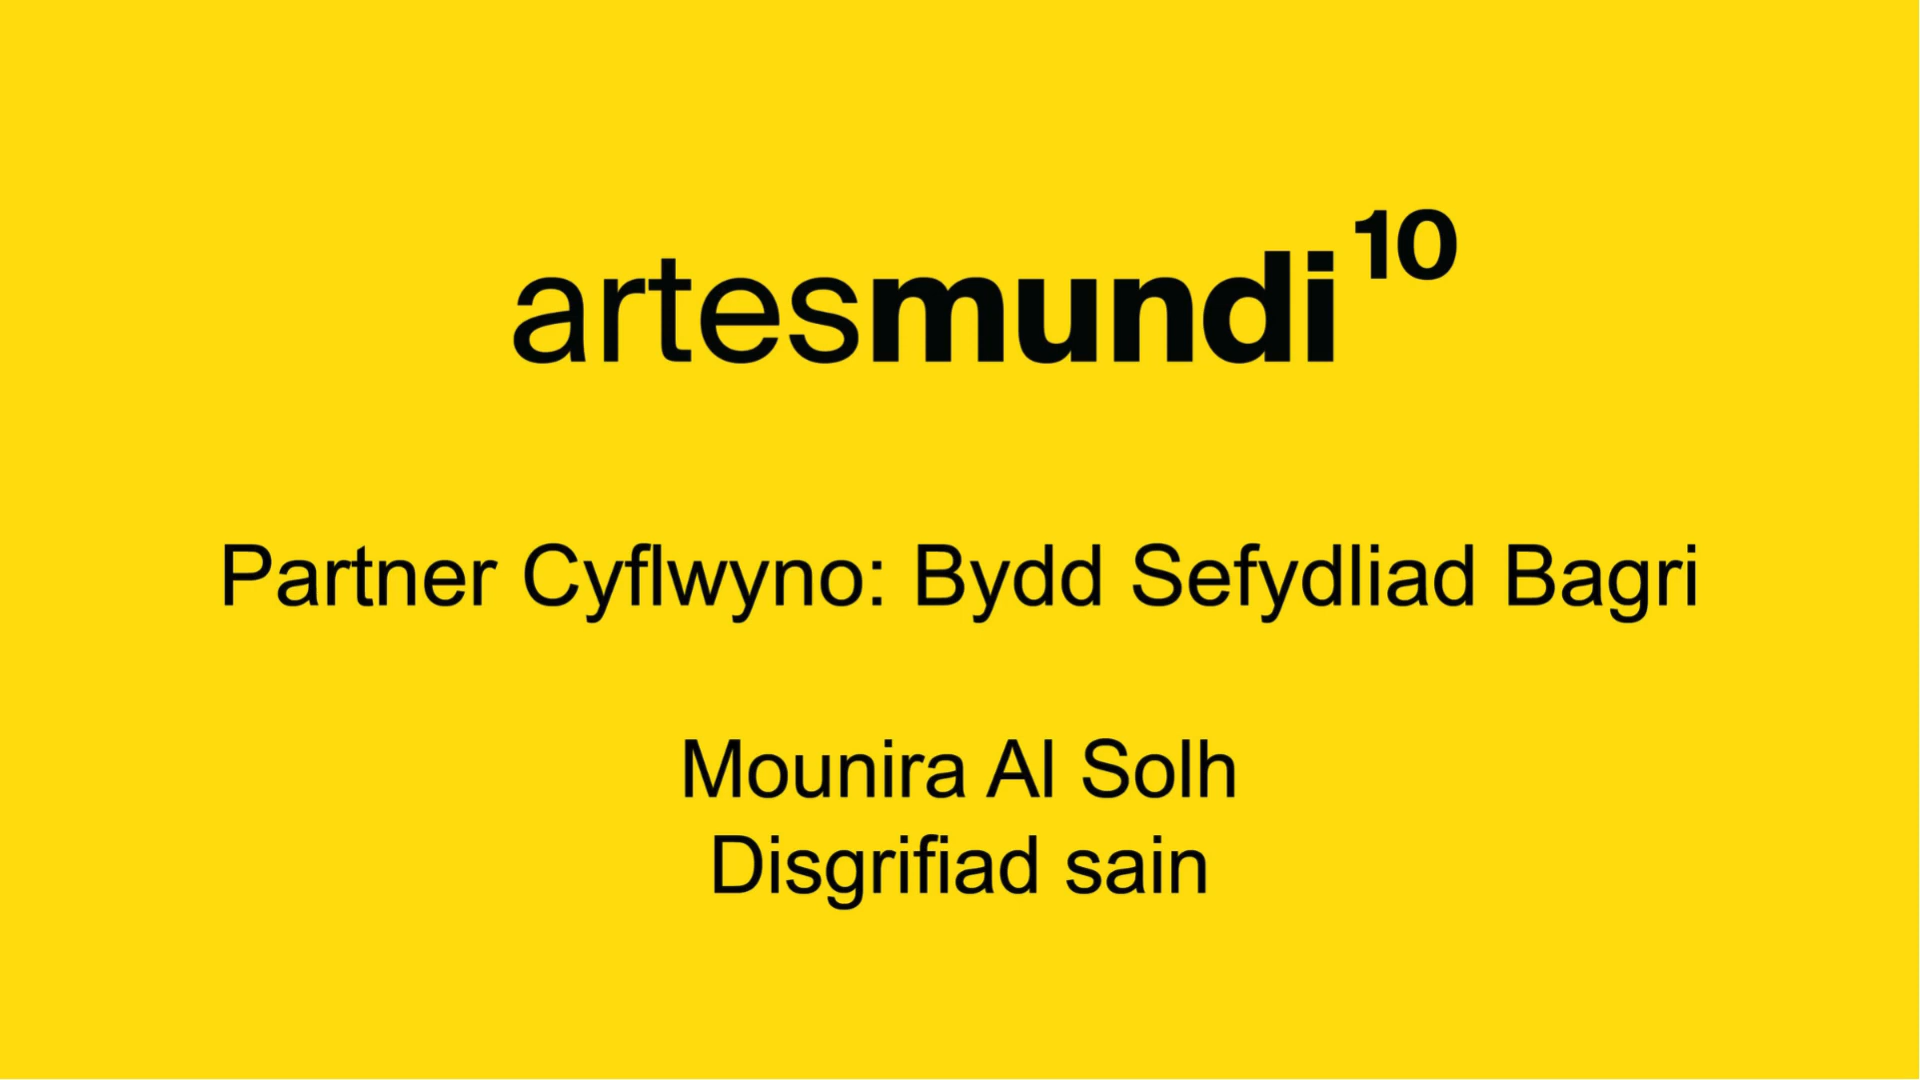 artesmundi10
Partner Cyflwyno: Bydd Sefydliad Bagri
Mounira Al Solh
Disgrifiad sain